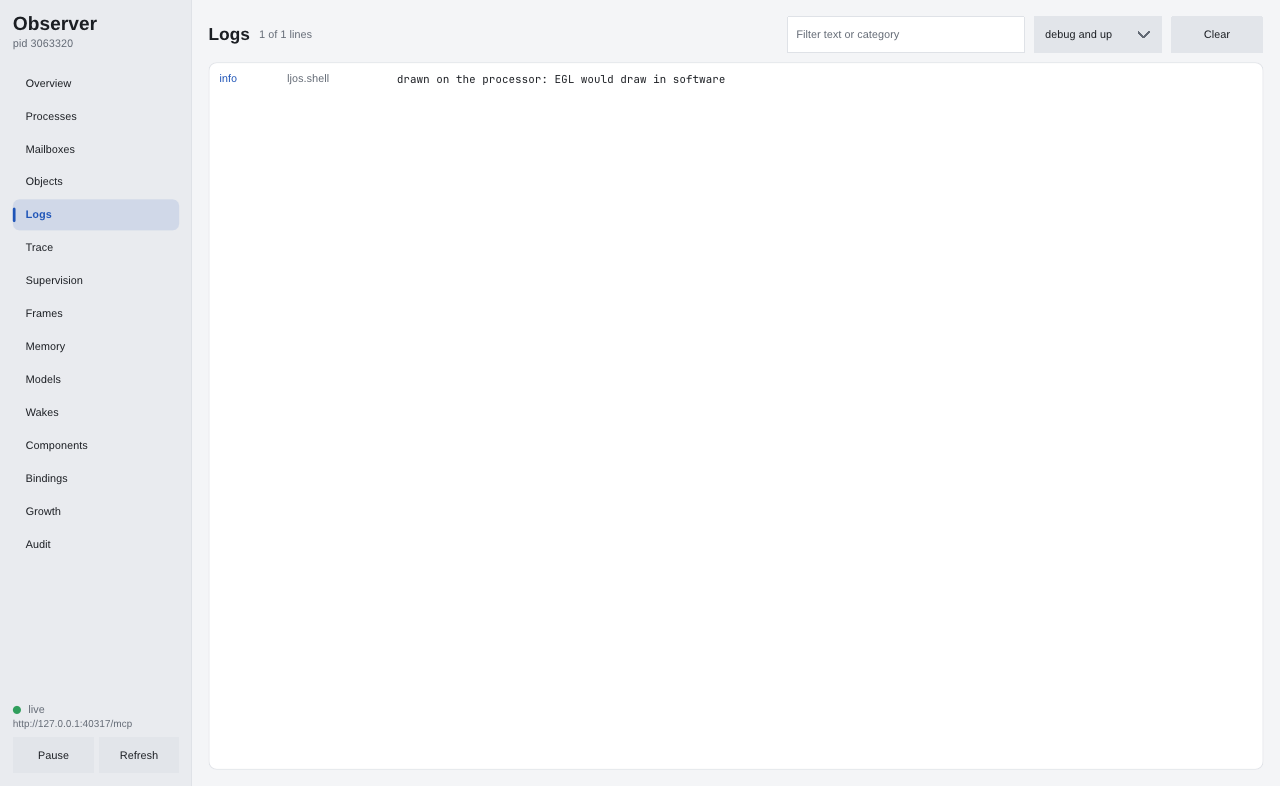 Observer
pid 3063320
Overview
Processes
Mailboxes
Objects
Logs
Trace
Supervision
Frames
Memory
Models
Wakes
Components
Bindings
Growth
Audit
live
http://127.0.0.1:40317/mcp
Pause Refresh
Logs 1 of 1 lines Filter text or category debug and up Clear
info ljos.shell drawn on the processor: EGL would draw in software